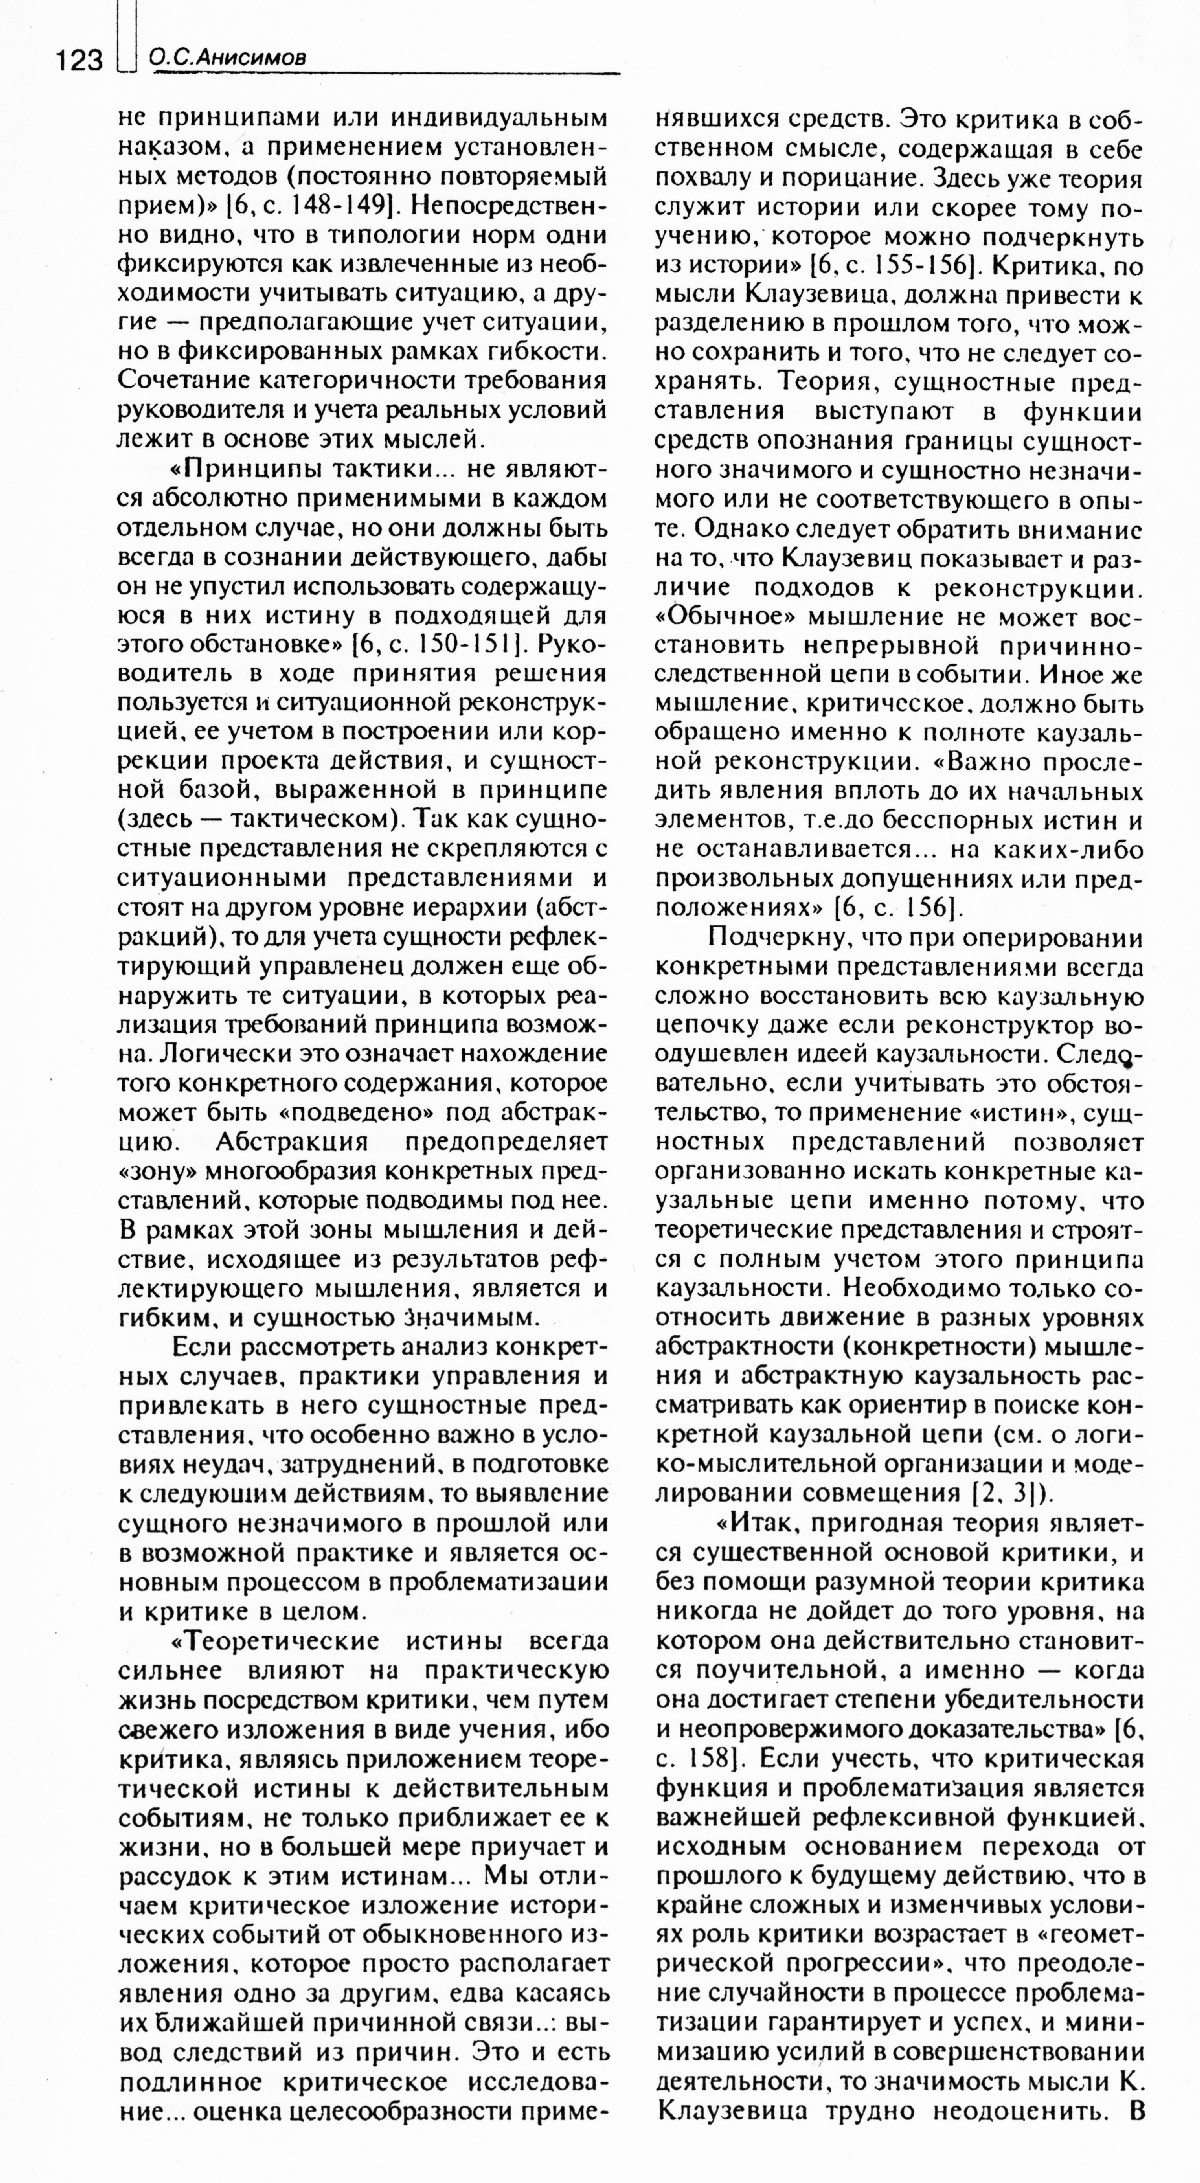 123
О.С.Анисимов
не принципами или индивидуальным
наказом, а применением установлен-
ных методов (постоянно повторяемый
прием)» [6, с. 148-149]. Непосредствен-
но видно, что в типологии норм одни
фиксируются как извлеченные из необ-
ходимости учитывать ситуацию, а дру-
гие — предполагающие учет ситуации,
но в фиксированных рамках гибкости.
Сочетание категоричности требования
руководителя и учета реальных условий
лежит в основе этих мыслей.
«Принципы тактики... не являют-
ся абсолютно применимыми в каждом
отдельном случае, но они должны быть
всегда в сознании действующего, дабы
он не упустил использовать содержащу-
юся в них истину в подходящей для
этого обстановке» [6, с. 150-151]. Руко-
водитель в ходе принятия решения
пользуется и ситуационной реконструк-
цией, ее учетом в построении или кор-
рекции проекта действия, и сущност-
ной базой, выраженной в принципе
(здесь — тактическом). Так как сущно-
стные представления не скрепляются с
ситуационными представлениями и
стоят на другом уровне иерархии (абст-
ракций), то для учета сущности рефлек-
тирующий управленец должен еще об-
наружить те ситуации, в которых реа-
лизация требований принципа возмож-
на. Логически это означает нахождение
того конкретного содержания, которое
может быть «подведено» под абстрак-
цию. Абстракция предопределяет
«зону» многообразия конкретных пред-
ставлений, которые подводимы под нее.
В рамках этой зоны мышления и дей-
ствие, исходящее из результатов реф-
лектирующего мышления, является и
гибким, и сущностью значимым.
Если рассмотреть анализ конкрет-
ных случаев, практики управления и
привлекать в него сущностные пред-
ставления, что особенно важно в усло-
виях неудач, затруднений, в подготовке
к следующим действиям, то выявление
сущного незначимого в прошлой или
в возможной практике и является ос-
новным процессом в проблематизации
и критике в целом.
«Теоретические истины всегда
сильнее влияют на практическую
жизнь посредством критики, чем путем
свежего изложения в виде учения, ибо
критика, являясь приложением теоре-
тической истины к действительным
событиям, не только приближает ее к
жизни, но в большей мере приучает и
рассудок к этим истинам... Мы отли-
чаем критическое изложение истори-
ческих событий от обыкновенного из-
ложения, которое просто располагает
явления одно за другим, едва касаясь
их ближайшей причинной связи..: вы-
вод следствий из причин. Это и есть
подлинное критическое исследова-
ние... оценка целесообразности приме-
нявшихся средств. Это критика в соб-
ственном смысле, содержащая в себе
похвалу и порицание. Здесь уже теория
служит истории или скорее тому по-
учению, которое можно подчеркнуть
из истории» [6, с. 155-156]. Критика, по
мысли Клаузевица, должна привести к
разделению в прошлом того, что мож-
но сохранить и того, что не следует со-
хранять. Теория, сущностные пред-
ставления выступают в функции
средств опознания границы сущност-
ного значимого и сущностно незначи-
мого или не соответствующего в опы-
те. Однако следует обратить внимание
на то, что Клаузевиц показывает и раз-
личие подходов к реконструкции.
«Обычное» мышление не может вос-
становить непрерывной причинно-
следственной цепи в событии. Иное же
мышление, критическое, должно быть
обращено именно к полноте каузаль-
ной реконструкции. «Важно просле-
дить явления вплоть до их начальных
элементов, т.е.до бесспорных истин и
не останавливается... на каких-либо
произвольных допущенниях или пред-
положениях» [6, с. 156].
Подчеркну, что при оперировании
конкретными представлениями всегда
сложно восстановить всю каузальную
цепочку даже если реконструктор во-
одушевлен идеей каузальности. Следо-
вательно, если учитывать это обстоя-
тельство, то применение «истин», сущ-
ностных представлений позволяет
организованно искать конкретные ка-
узальные цепи именно потому, что
теоретические представления и строят-
ся с полным учетом этого принципа
каузальности. Необходимо только со-
относить движение в разных уровнях
абстрактности (конкретности) мышле-
ния и абстрактную каузальность рас-
сматривать как ориентир в поиске кон-
кретной каузальной цепи (см. о логи-
ко-мыслительной организации и моде-
лировании совмещения [2, 3]).
«Итак, пригодная теория являет-
ся существенной основой критики, и
без помощи разумной теории критика
никогда не дойдет до того уровня, на
котором она действительно становит-
ся поучительной, а именно — когда
она достигает степени убедительности
и неопровержимого доказательства» [6,
с. 158]. Если учесть, что критическая
функция и проблематизация является
важнейшей рефлексивной функцией,
исходным основанием перехода от
прошлого к будущему действию, что в
крайне сложных и изменчивых услови-
ях роль критики возрастает в «геомет-
рической прогрессии», что преодоле-
ние случайности в процессе проблема-
тизации гарантирует и успех, и мини-
мизацию усилий в совершенствовании
деятельности, то значимость мысли К.
Клаузевица трудно неодоценить. В